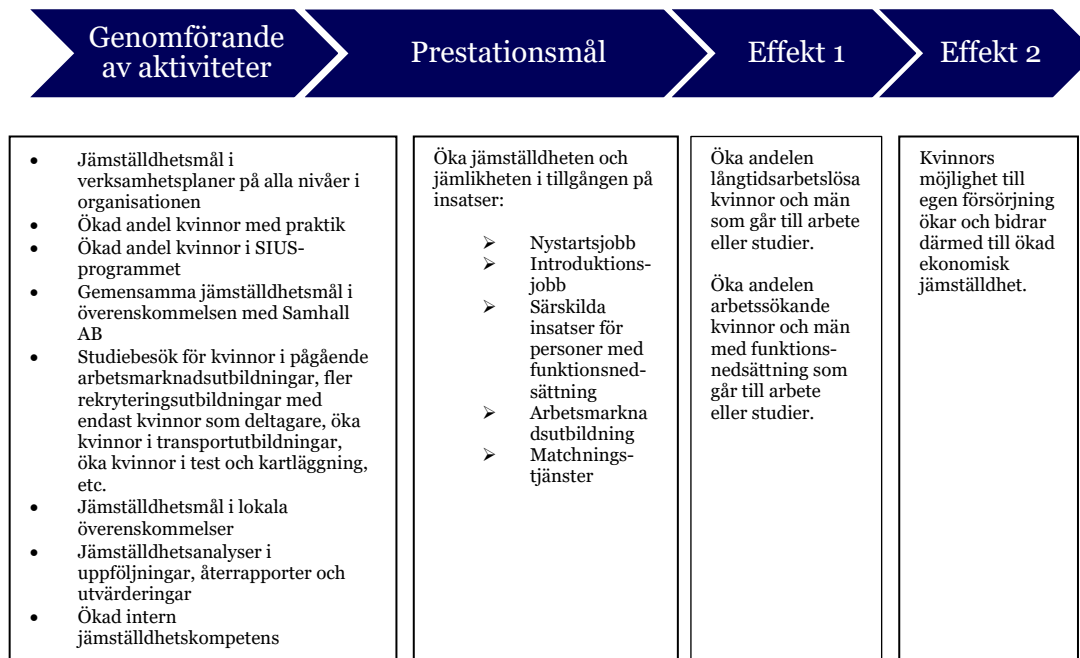 Genomförande
av aktiviteter
Prestationsmål
Effekt 1
Effekt 2
• Jämställdhetsmål i
verksamhetsplaner på alla nivåer i
organisationen
• Ökad andel kvinnor med praktik
• Ökad andel kvinnor i SIUS-
programmet
• Gemensamma jämställdhetsmål i
överenskommelsen med Samhall
AB
• Studiebesök för kvinnor i pågående
arbetsmarknadsutbildningar, fler
rekryteringsutbildningar med
endast kvinnor som deltagare, öka
kvinnor i transportutbildningar,
öka kvinnor i test och kartläggning,
etc.
• Jämställdhetsmål i lokala
överenskommelser
• Jämställdhetsanalyser i
uppföljningar, återrapporter och
utvärderingar
• Ökad intern
jämställdhetskompetens
Öka jämställdheten och
jämlikheten i tillgången på
insatser:
➢ Nystartsjobb
➢ Introduktions-
jobb
➢ Särskilda
insatser för
personer med
funktionsned-
sättning
➢ Arbetsmarkna
dsutbildning
➢ Matchnings-
tjänster
Öka andelen
långtidsarbetslösa
kvinnor och män
som går till arbete
eller studier.
Öka andelen
arbetssökande
kvinnor och män
med funktions-
nedsättning som
går till arbete
eller studier.
Kvinnors
möjlighet till
egen försörjning
ökar och bidrar
därmed till ökad
ekonomisk
jämställdhet.